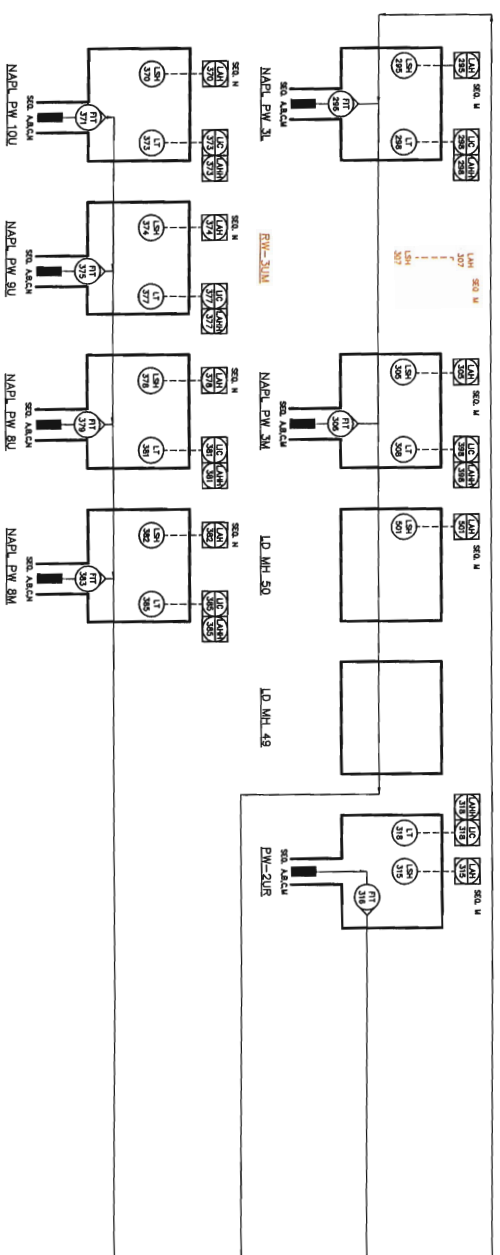 SEQ. M
LAH
295
LIC
298
LAHH
298
LSH
295
LT
298
FIT
296
SEQ. A,B,C,M
NAPL PW 3L
SEQ M
LAH
307
LSH
307
RW-3UM
SEQ. M
LAH
305
LIC
398
LAHH
398
LSH
305
LT
308
FIT
306
SEQ. A,B,C,M
NAPL PW 3M
SEQ. M
LAH
501
LSH
501
LD MH 50
LD MH 49
SEQ. M
LAHH
318
LIC
318
LAH
315
LT
318
LSH
315
FIT
316
SEQ. A,B,C,M
PW-2UR
SEQ. N
LAH
370
LIC
373
LAHH
373
LSH
370
LT
373
FIT
371
SEQ. A,B,C,N
NAPL PW 10U
SEQ. N
LAH
374
LIC
377
LAHH
377
LSH
374
LT
377
FIT
375
SEQ. A,B,C,N
NAPL PW 9U
SEQ. N
LAH
378
LIC
381
LAHH
381
LSH
378
LT
381
FIT
379
SEQ. A,B,C,N
NAPL PW 8U
SEQ. N
LAH
382
LIC
385
LAHH
385
LSH
382
LT
385
FIT
383
SEQ. A,B,C,N
NAPL PW 8M